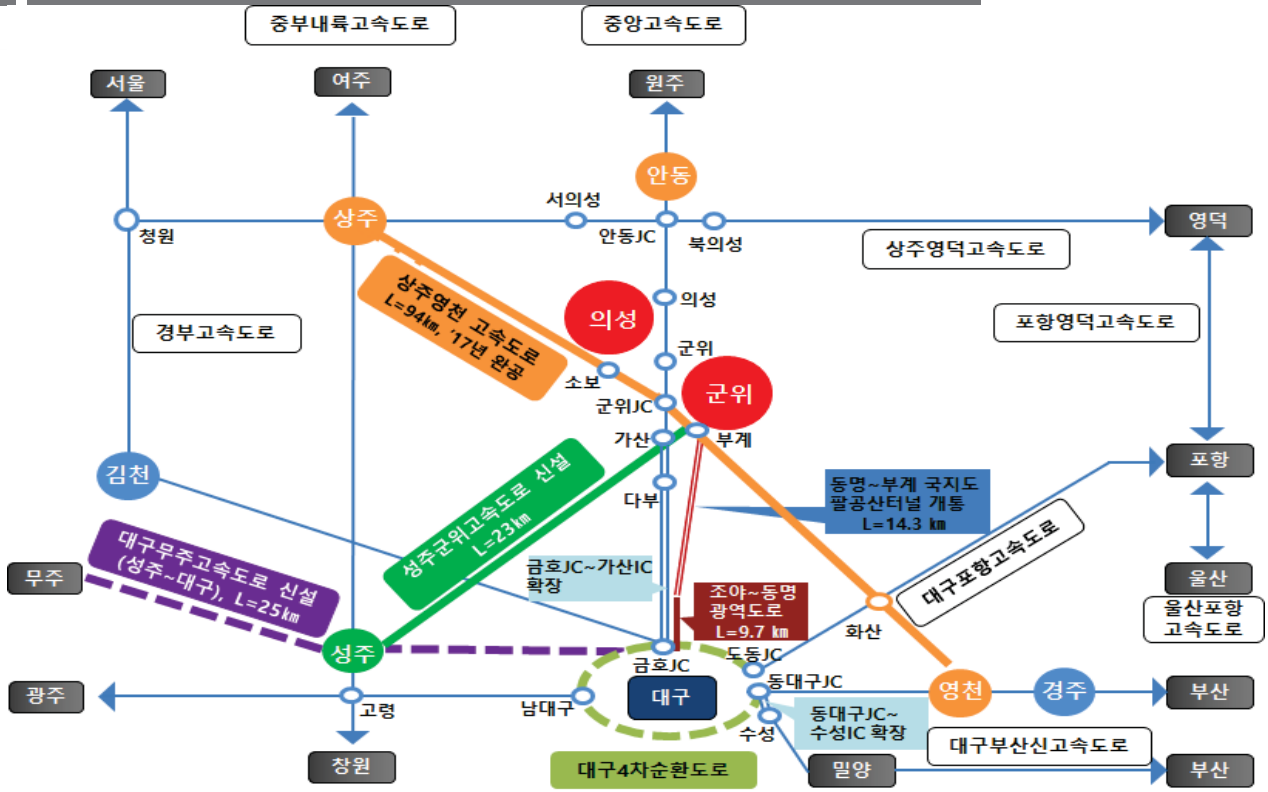 중부내륙고속도로
중앙고속도로
서울
여주
원주
안동
상주
서의성
청원
안동JC
북의성
영덕
상주영덕고속도로
상주영천 고속도로
L=94㎞, ‘17년 완공
의성
의성
경부고속도로
포항영덕고속도로
군위
소보
군위
군위JC
가산
부계
포항
김천
성주군위고속도로 신설
L=23㎞
다부
동명~부계 국지도
팔공산터널 개통
L=14.3 ㎞
대구무주고속도로 신설
(성주~대구), L=25㎞
금호JC~가산IC
확장
대구포항고속도로
무주
울산
조야~동명
광역도로
L=9.7 ㎞
화산
울산포항
고속도로
성주
금호JC
도동JC
동대구JC
광주
고령
남대구
대구
영천
경주
부산
수성
동대구JC~
수성IC 확장
대구부산신고속도로
창원
대구4차순환도로
밀양
부산